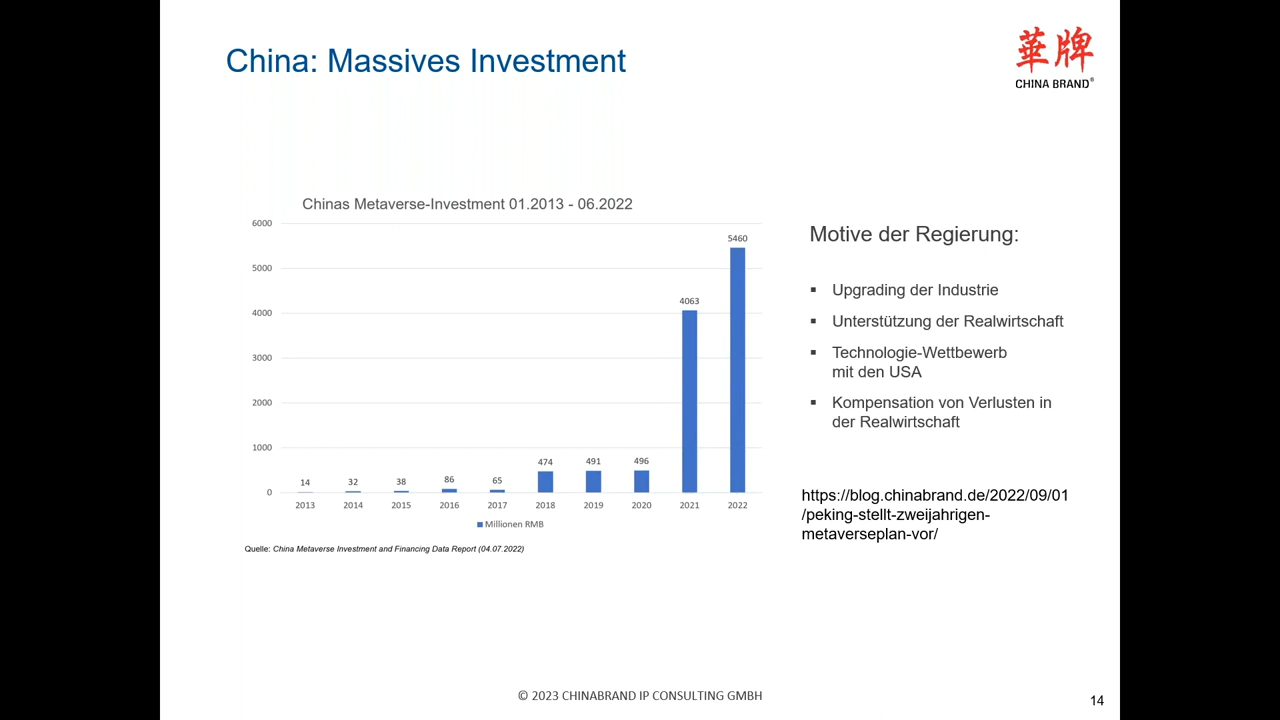 China: Massives Investment
華牌
CHINA BRAND®
Chinas Metaverse-Investment 01.2013 - 06.2022
6000
5000
4000
3000
2000
1000
0
14
32
38
86
65
474
491
496
4063
5460
2013
2014
2015
2016
2017
2018
2019
2020
2021
2022
Millionen RMB
Quelle: China Metaverse Investment and Financing Data Report (04.07.2022)
Motive der Regierung:
▪ Upgrading der Industrie
▪ Unterstützung der Realwirtschaft
▪ Technologie-Wettbewerb
mit den USA
▪ Kompensation von Verlusten in
der Realwirtschaft
https://blog.chinabrand.de/2022/09/01
/peking-stellt-zweijahrigen-
metaverseplan-vor/
© 2023 CHINABRAND IP CONSULTING GMBH
14